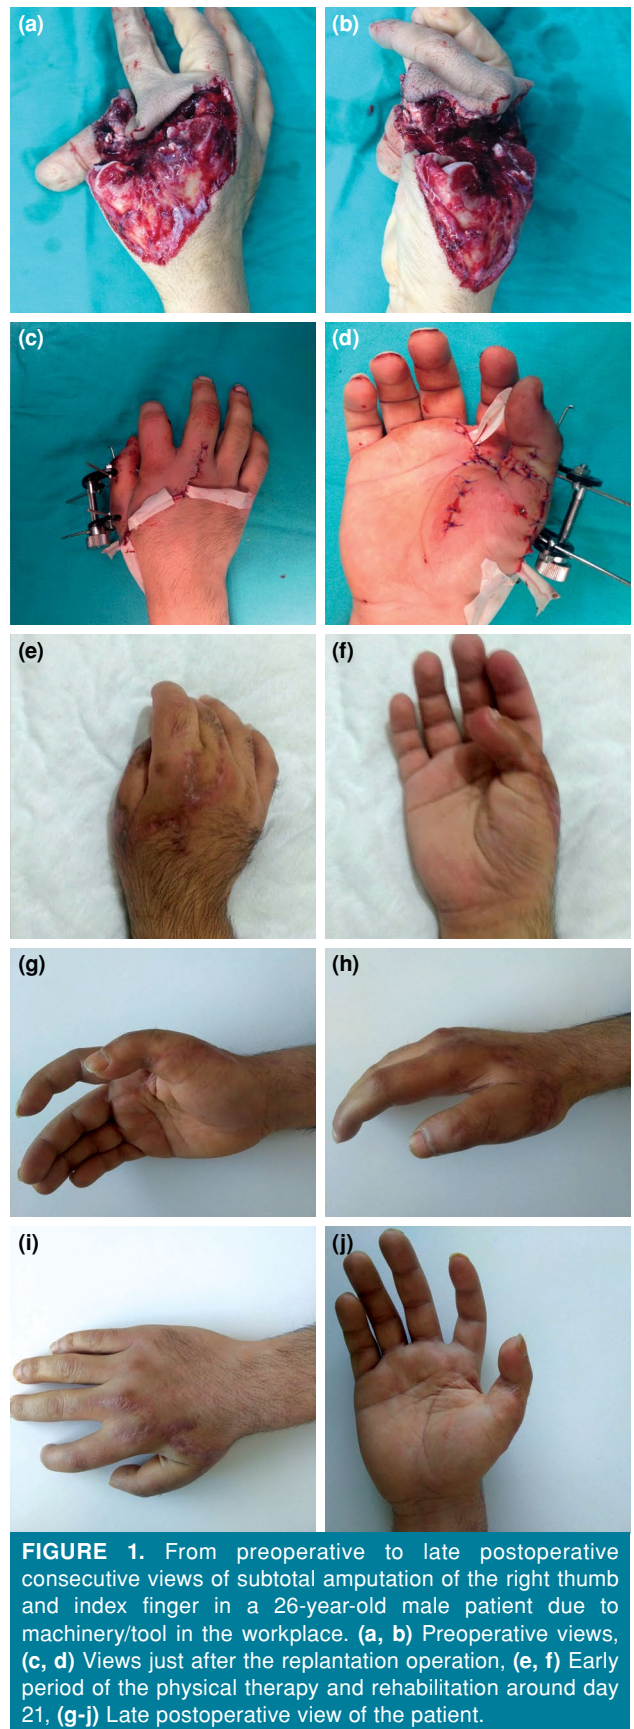 (a)
(b)
(c)
(d)
(e)
(f)
(g)
(h)
(i)
(j)
FIGURE 1. From preoperative to late postoperative
consecutive views of subtotal amputation of the right thumb
and index finger in a 26-year-old male patient due to
machinery/tool in the workplace. (a, b) Preoperative views,
(c, d) Views just after the replantation operation, (e, f) Early
period of the physical therapy and rehabilitation around day
21, (g-j) Late postoperative view of the patient.